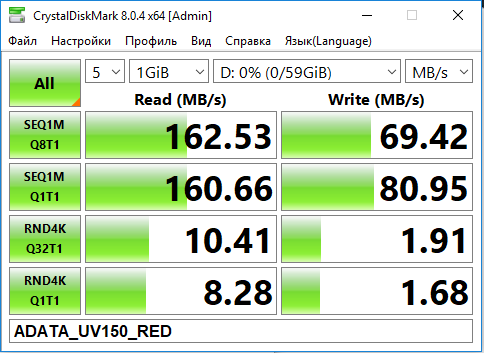 CrystalDiskMark 8.0.4 x64 [Admin]
Файл Настройки Профиль Вид Справка Язык(Language)
All 5 1GiB D: 0% (0/59GiB) MB/s
Read (MB/s) Write (MB/s)
SEQ1M
Q8T1 162.53 69.42
SEQ1M
Q1T1 160.66 80.95
RND4K
Q32T1 10.41 1.91
RND4K
Q1T1 8.28 1.68
ADATA_UV150_RED